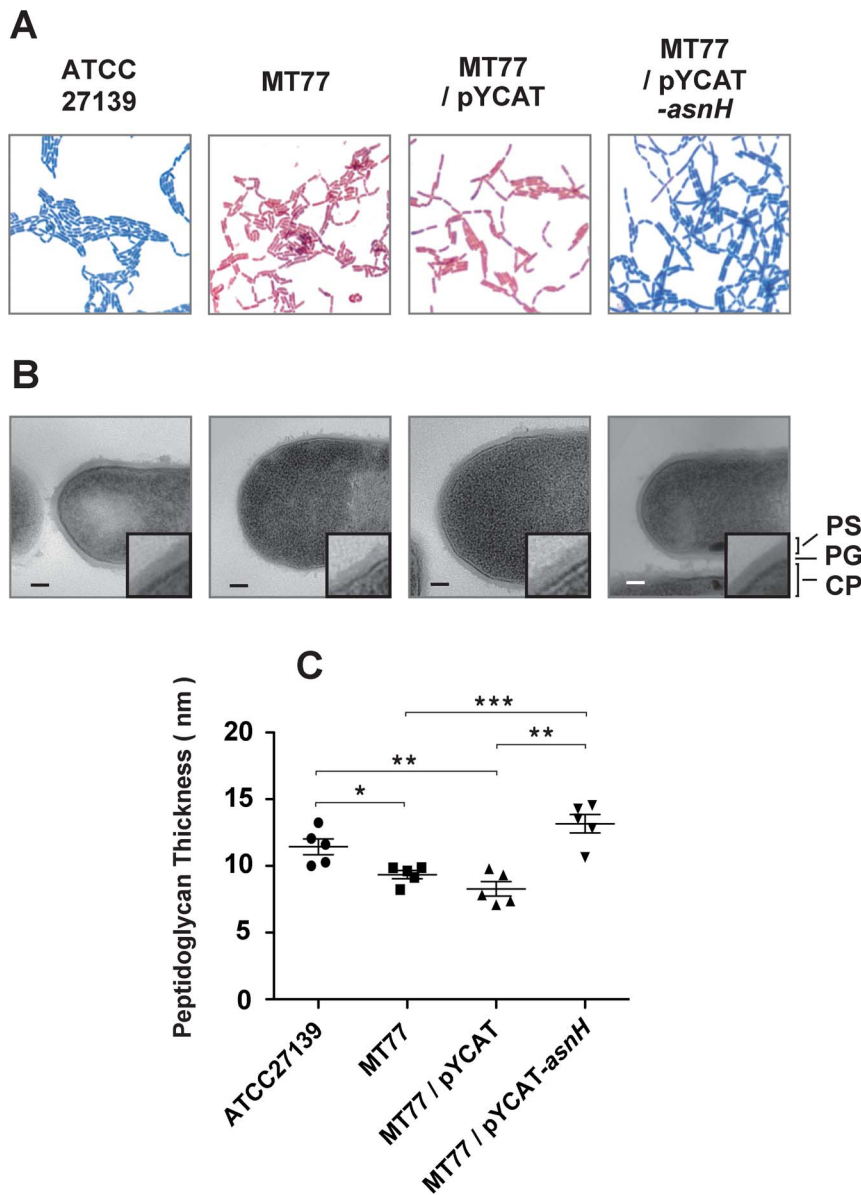 A
ATCC
27139
MT77
MT77
/ pYCAT
MT77
/ pYCAT
-asnH
B
PS
PG
CP
C
Peptidoglycan Thickness ( nm )
20
15
10
5
0
***
**
**
*
ATCC27139
MT77
MT77 / pYCAT
MT77 / pYCAT-asnH